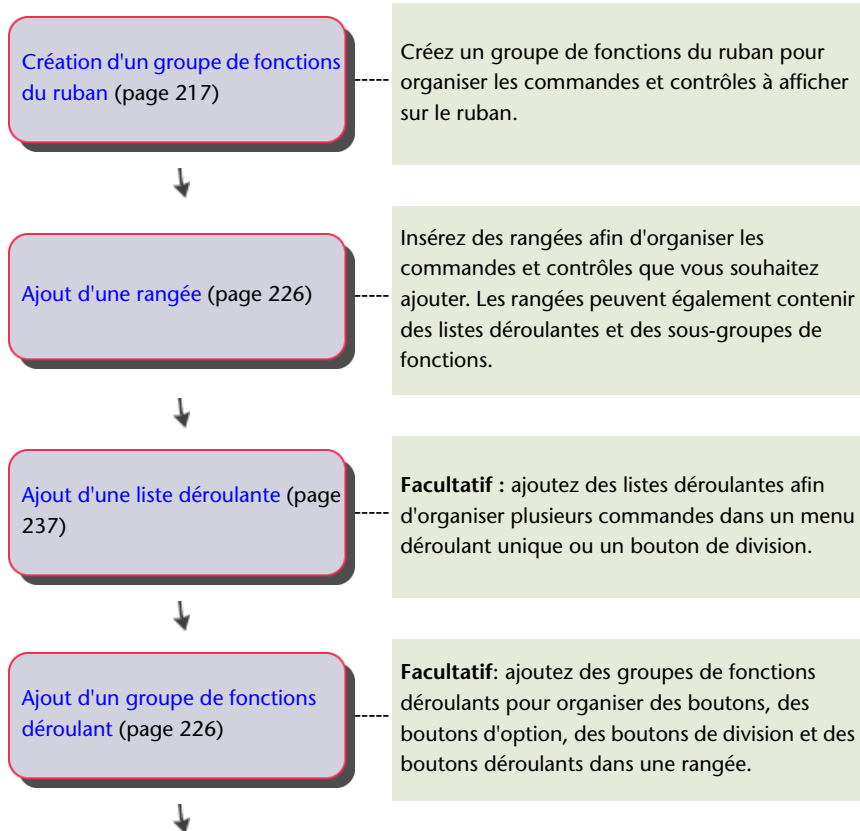 Création d'un groupe de fonctions
du ruban (page 217)
Créez un groupe de fonctions du ruban pour
organiser les commandes et contrôles à afficher
sur le ruban.
Ajout d'une rangée (page 226)
Insérez des rangées afin d'organiser les
commandes et contrôles que vous souhaitez
ajouter. Les rangées peuvent également contenir
des listes déroulantes et des sous-groupes de
fonctions.
Ajout d'une liste déroulante (page
237)
Facultatif : ajoutez des listes déroulantes afin
d'organiser plusieurs commandes dans un menu
déroulant unique ou un bouton de division.
Ajout d'un groupe de fonctions
déroulant (page 226)
Facultatif: ajoutez des groupes de fonctions
déroulants pour organiser des boutons, des
boutons d'option, des boutons de division et des
boutons déroulants dans une rangée.